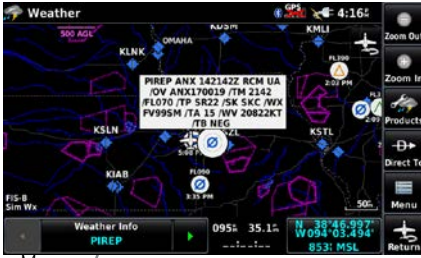 Weather
GPS
4:16
500 AGL
OMAHA
KDSM
KMLI
KLNK
FL390
2:02 PM
PIREP ANX 142142Z RCM UA
/OV ANX170019 /TM 2142
/FL070 /TP SR22 /SK SKC /WX
FV99SM /TA 15 /WV 20822KT
/TB NEG
KSLN
KSTL
KIAB
FL090
3:35 PM
FIS-B
Sim Wx
Weather Info
PIREP
095° 35.1
__:__:__
N 38°46.997'
W094°03.494'
853 MSL
Zoom Out
Zoom In
Products
Direct To
Menu
Return